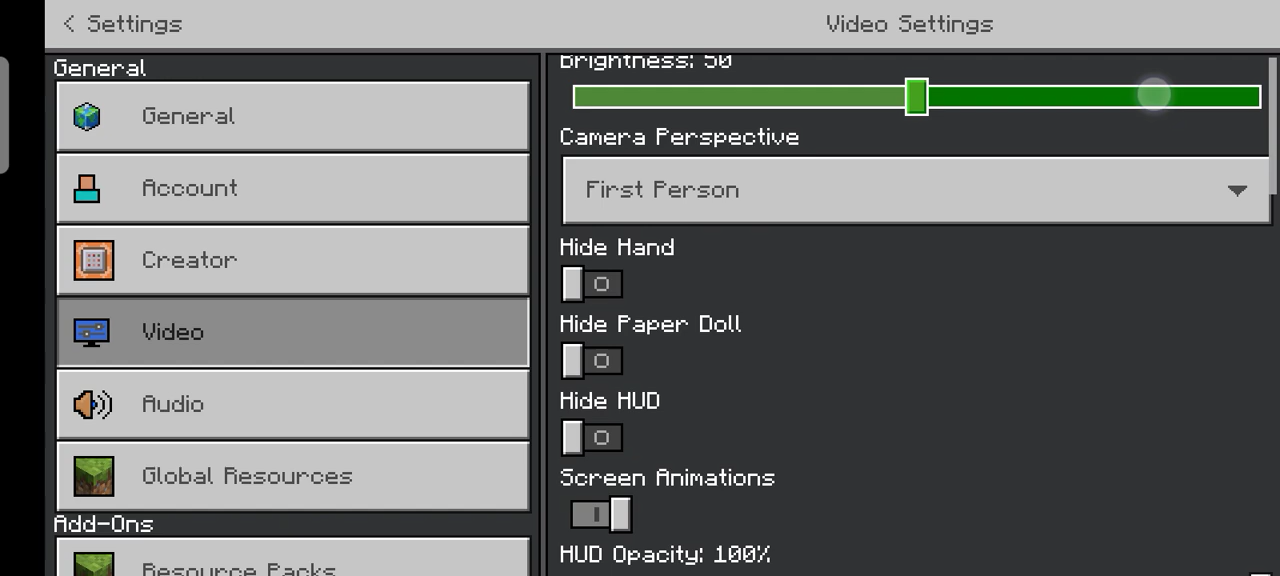 Settings
Video Settings
General
General
Account
Creator
Video
Audio
Global Resources
Add-Ons
Resource Packs
Brightness: 50
Camera Perspective
First Person
Hide Hand
Hide Paper Doll
Hide HUD
Screen Animations
HUD Opacity: 100%